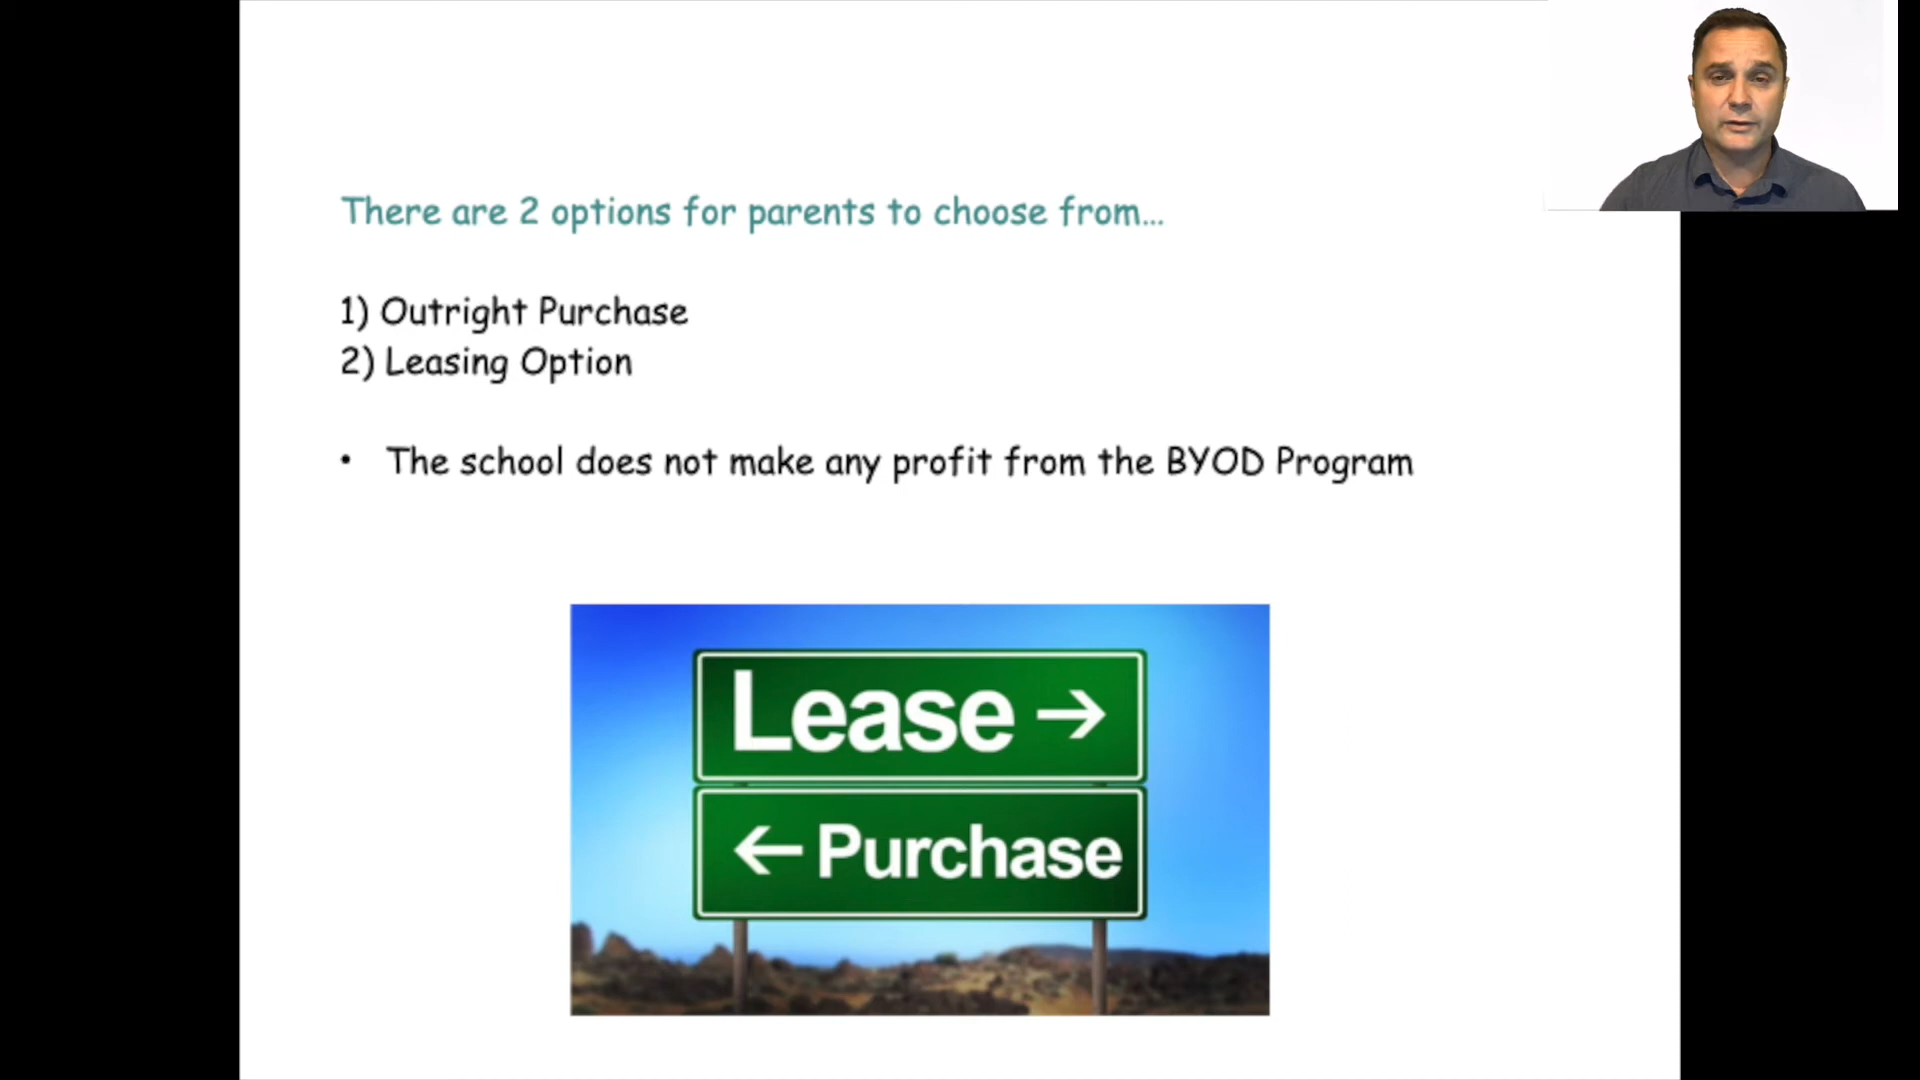 There are 2 options for parents to choose from...
1) Outright Purchase
2) Leasing Option
• The school does not make any profit from the BYOD Program
Lease →
← Purchase